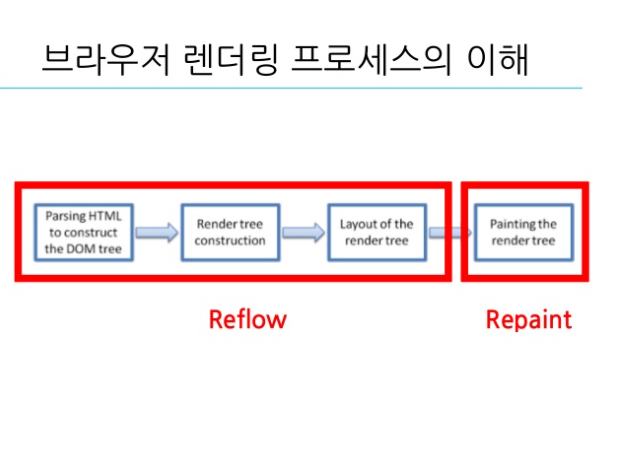 브라우저 렌더링 프로세스의 이해
Parsing HTML
to construct
the DOM tree
Render tree
construction
Layout of the
render tree
Painting the
render tree
Reflow
Repaint